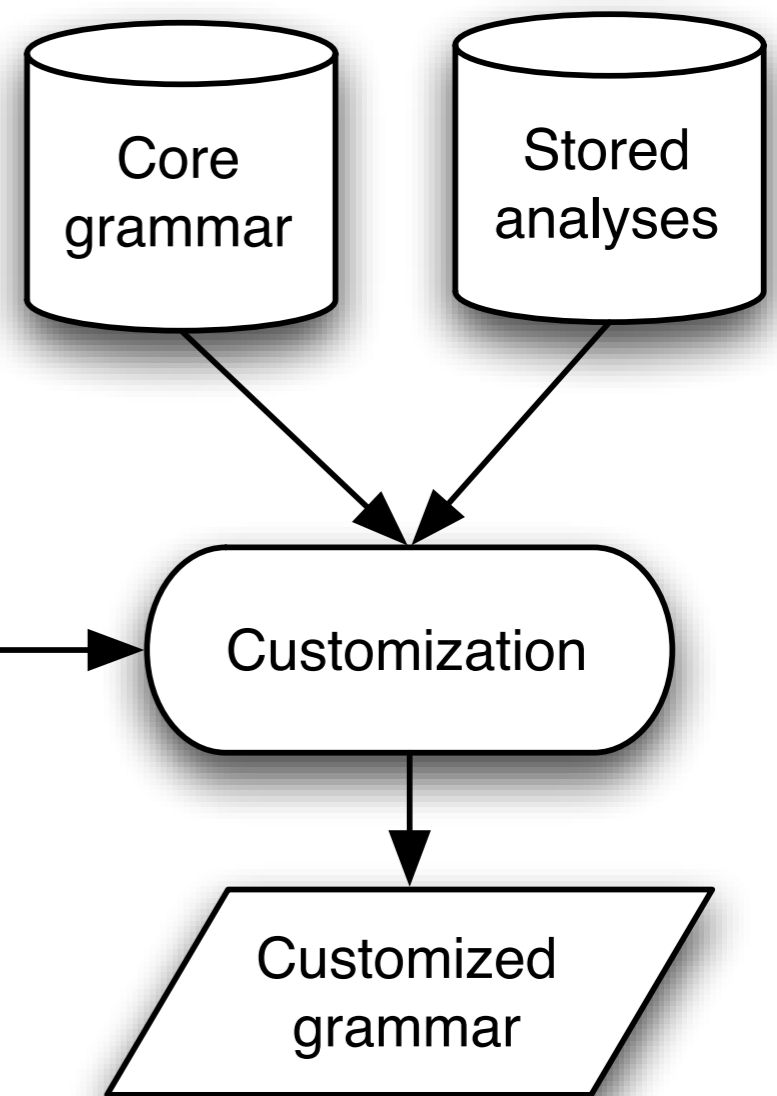 Core
grammar
Stored
analyses
Customization
Customized
grammar